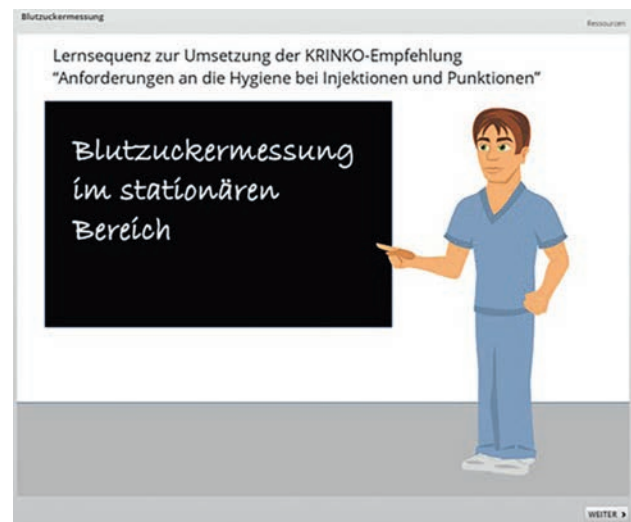 Blutzuckermessung
Ressourcen
Lernsequenz zur Umsetzung der KRINKO-Empfehlung
"Anforderungen an die Hygiene bei Injektionen und Punktionen"
Blutzuckermessung
im stationären
Bereich
WEITER >